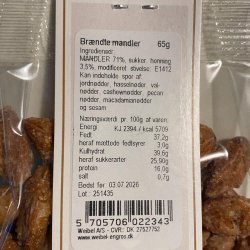 Brændte mandler 65g
Ingredienser:
MANDLER 71%, sukker, honning
3,5%, modificeret stivelse: E1412
Kan indeholde spor af
jordnødder, hasselnødder, val-
nødder, cashewnødder, pecan
nødder, macadamianødder
og sesam
Næringsværdi pr. 100g af varen:
Energi KJ 2394 / kcal 5709
Fedt 37,2g
heraf mættede fedtsyrer 3,0g
Kulhydrat 39,6g
heraf sukkerarter 25,90g
protein 16,0g
salt 0,7g
Bedst før 03.07.2026
Lot: 251435
5 705706 022343
Weibel A/S - CVR: DK 27527752
www.weibel-engros.dk